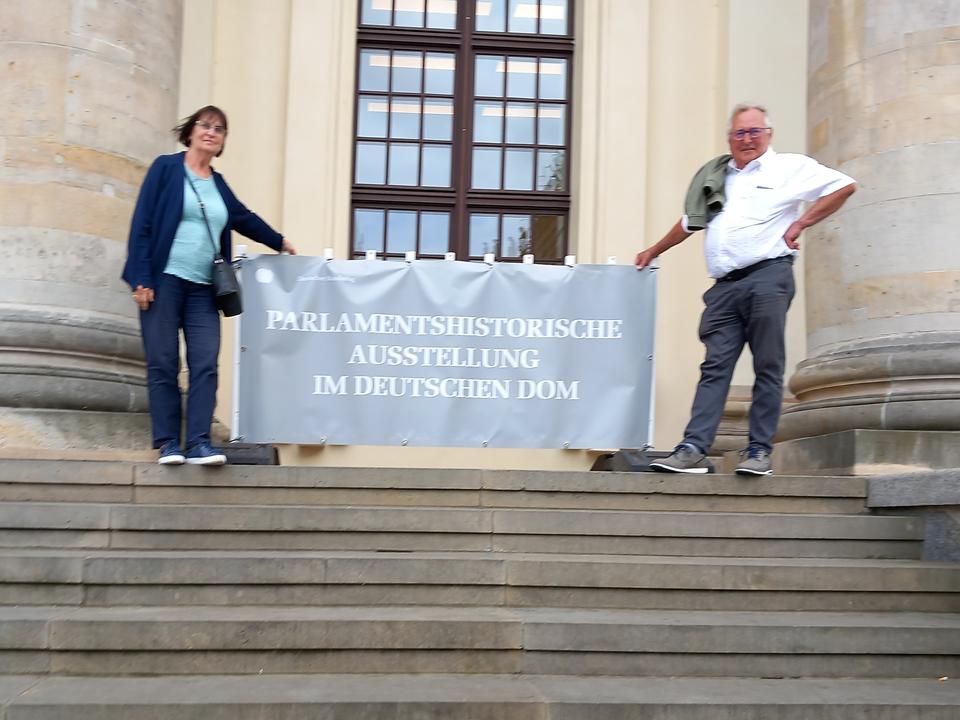 PARLAMENTSHISTORISCHE
AUSSTELLUNG
IM DEUTSCHEN DOM